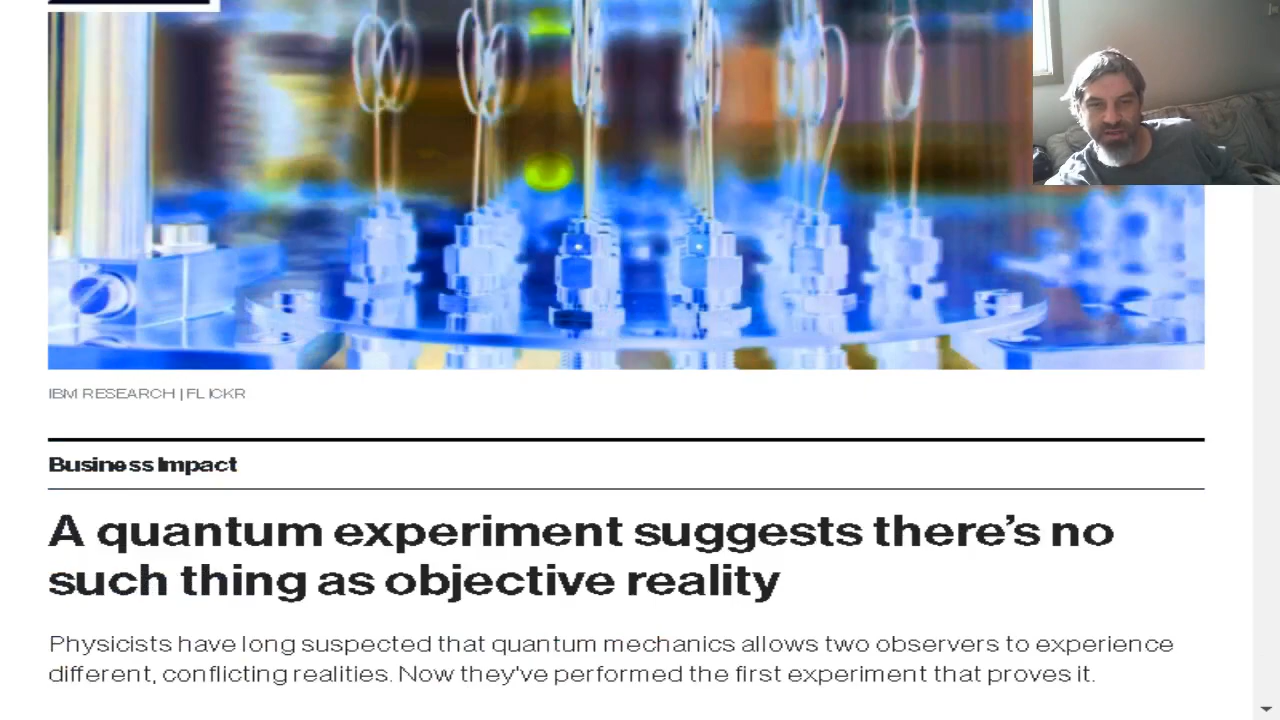 IBM RESEARCH | FLICKR
Business Impact
A quantum experiment suggests there's no
such thing as objective reality
Physicists have long suspected that quantum mechanics allows two observers to experience
different, conflicting realities. Now they've performed the first experiment that proves it.